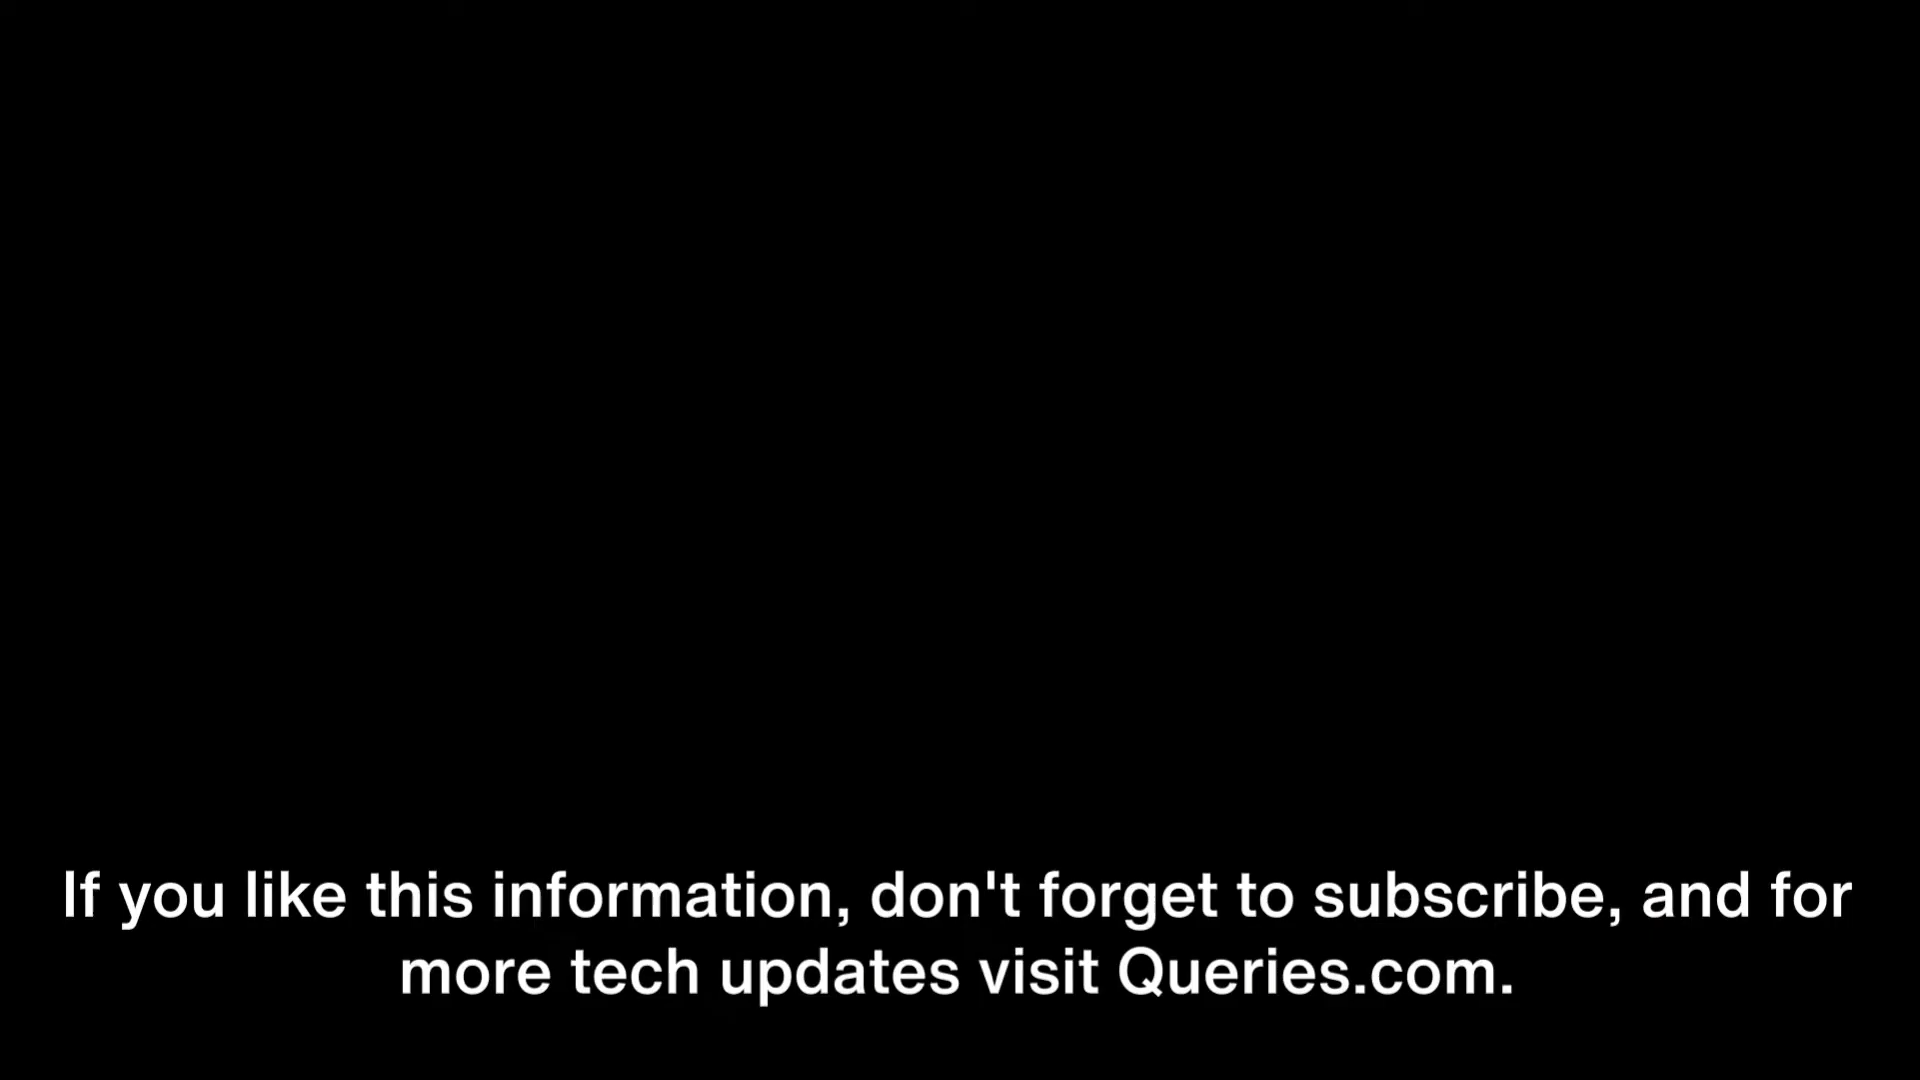 If you like this information, don't forget to subscribe, and for
more tech updates visit Queries.com.